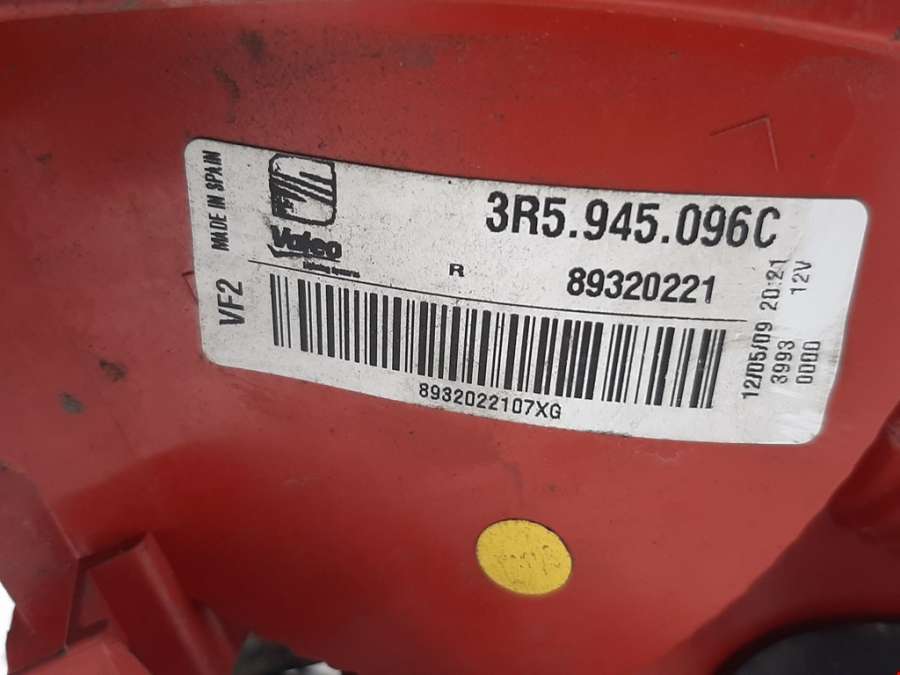 MADE IN SPAIN
VF2
Valeo
3R5.945.096C
R
89320221
8932022107XG
12/05/09 20:21
3993 12V
0000